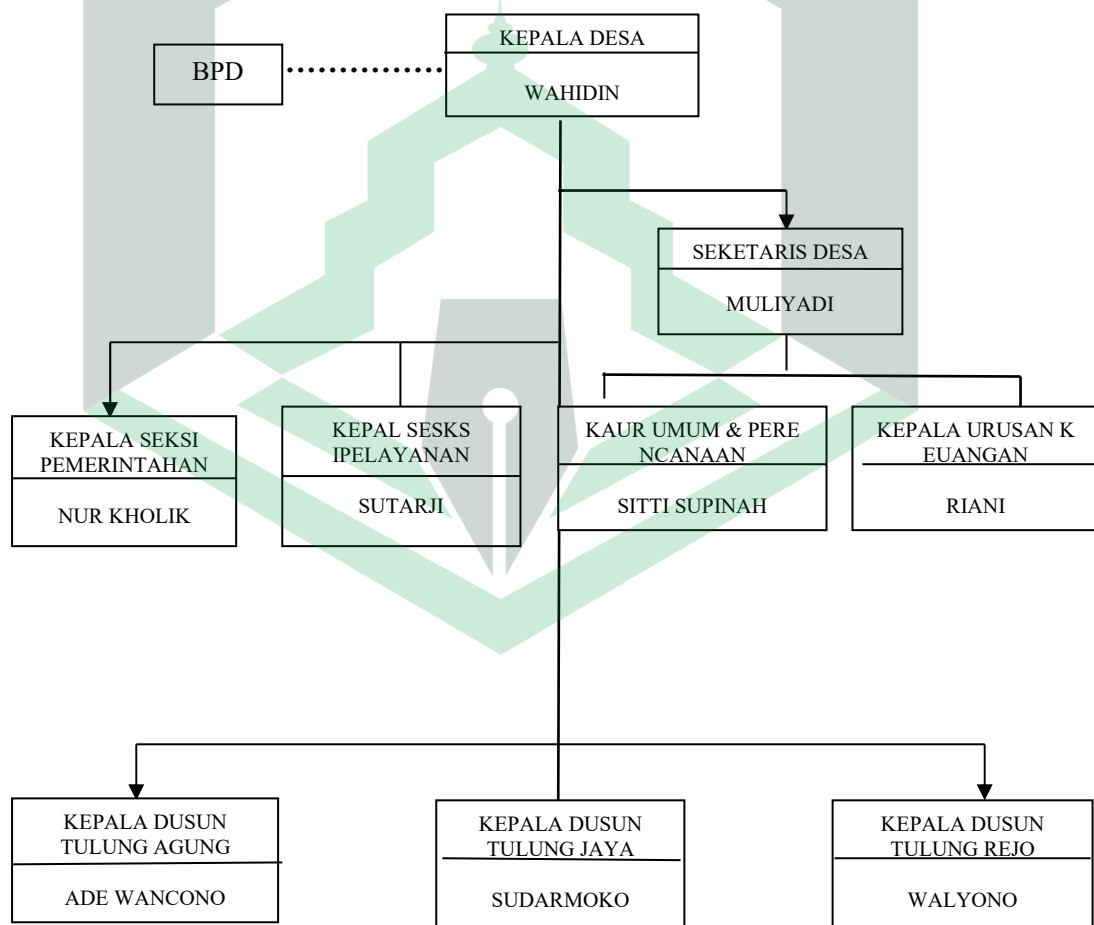 KEPALA DESA
BPD
WAHIDIN
SEKETARIS DESA
MULIYADI
KEPALA SEKSI
PEMERINTAHAN
NUR KHOLIK
KEPAL SESKS
IPELAYANAN
SUTARJI
KAUR UMUM & PERE
NCANAAN
SITTI SUPINAH
KEPALA URUSAN K
EUANGAN
RIANI
KEPALA DUSUN
TULUNG AGUNG
ADE WANCONO
KEPALA DUSUN
TULUNG JAYA
SUDARMOKO
KEPALA DUSUN
TULUNG REJO
WALYONO